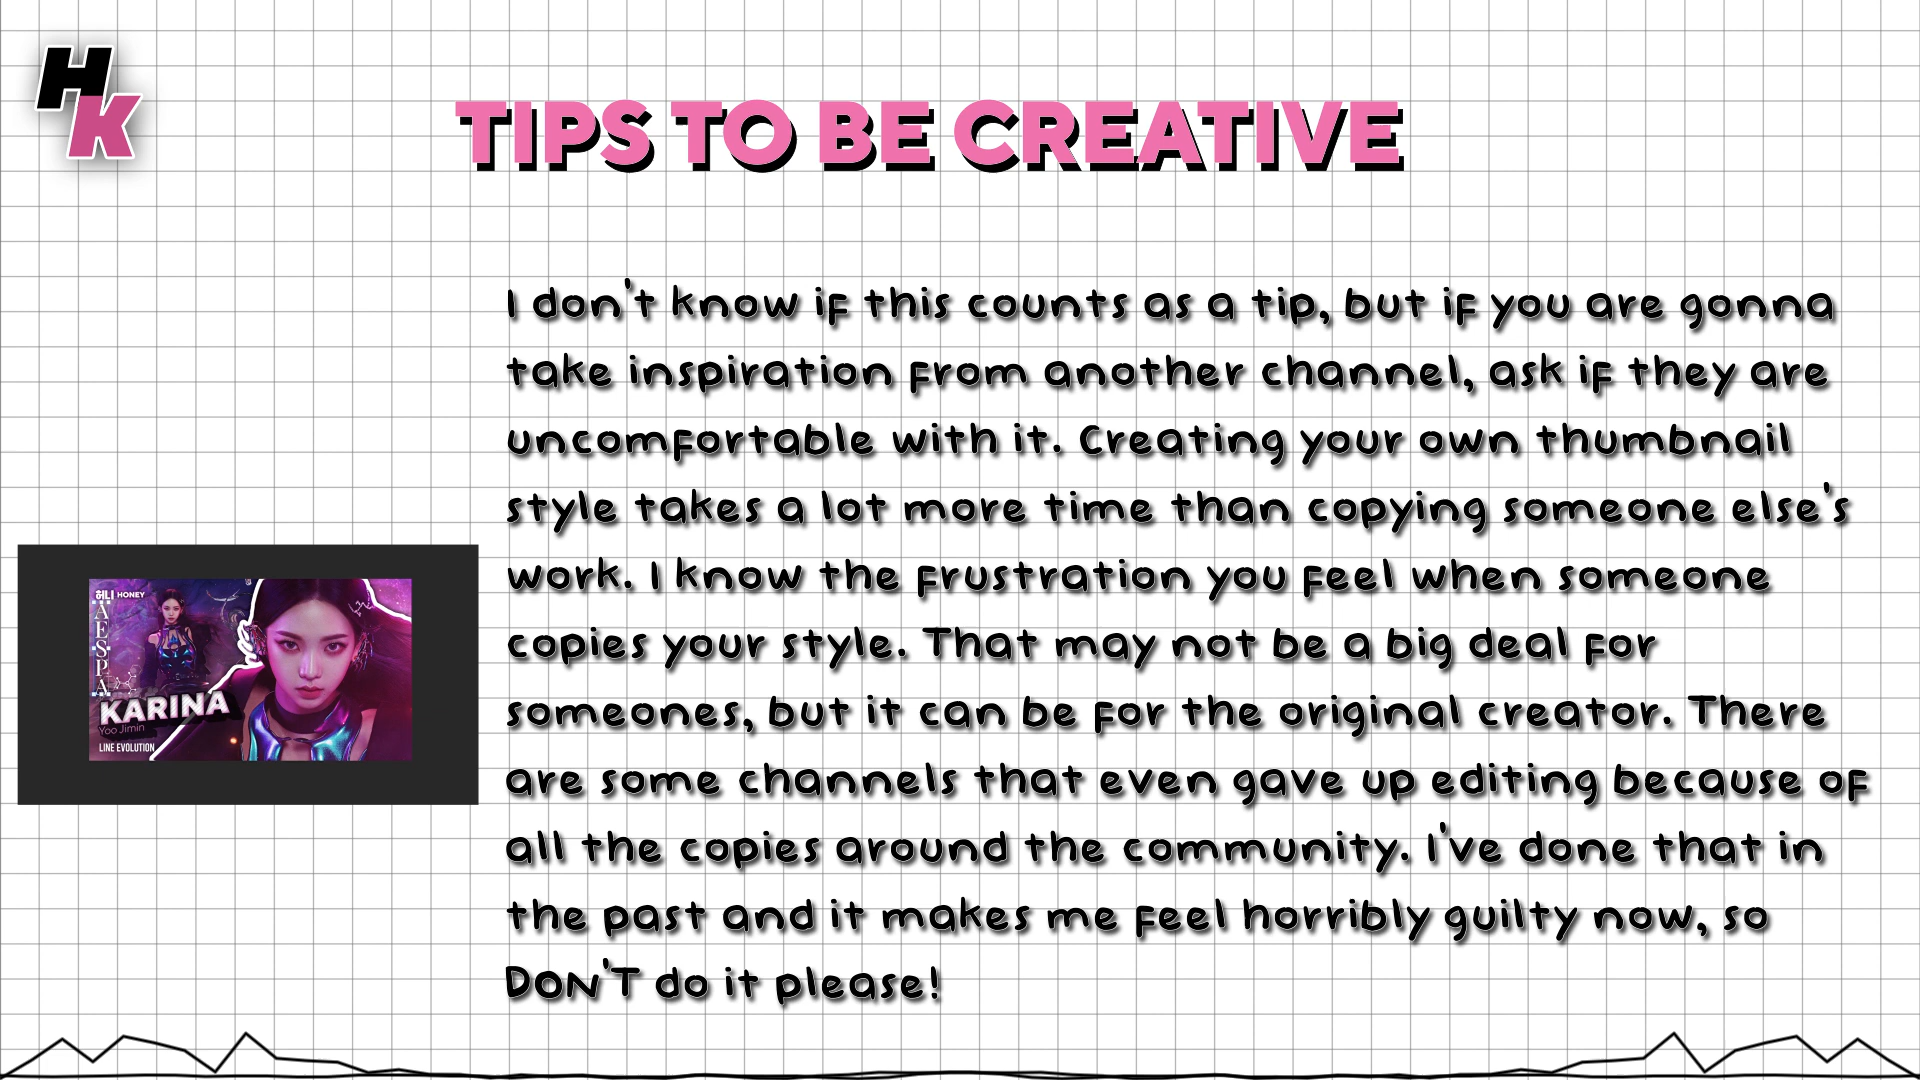 H
K
TIPS TO BE CREATIVE
I don't know if this counts as a tip, but if you are gonna
take inspiration from another channel, ask if they are
uncomfortable with it. Creating your own thumbnail
style takes a lot more time than copying someone else's
work. I know the frustration you feel when someone
copies your style. That may not be a big deal for
someones, but it can be for the original creator. There
are some channels that even gave up editing because of
all the copies around the community. I've done that in
the past and it makes me feel horribly guilty now, so
DON'T do it please!
허니 HONEY
AESPA
KARINA
Yoo Jimin
LINE EVOLUTION